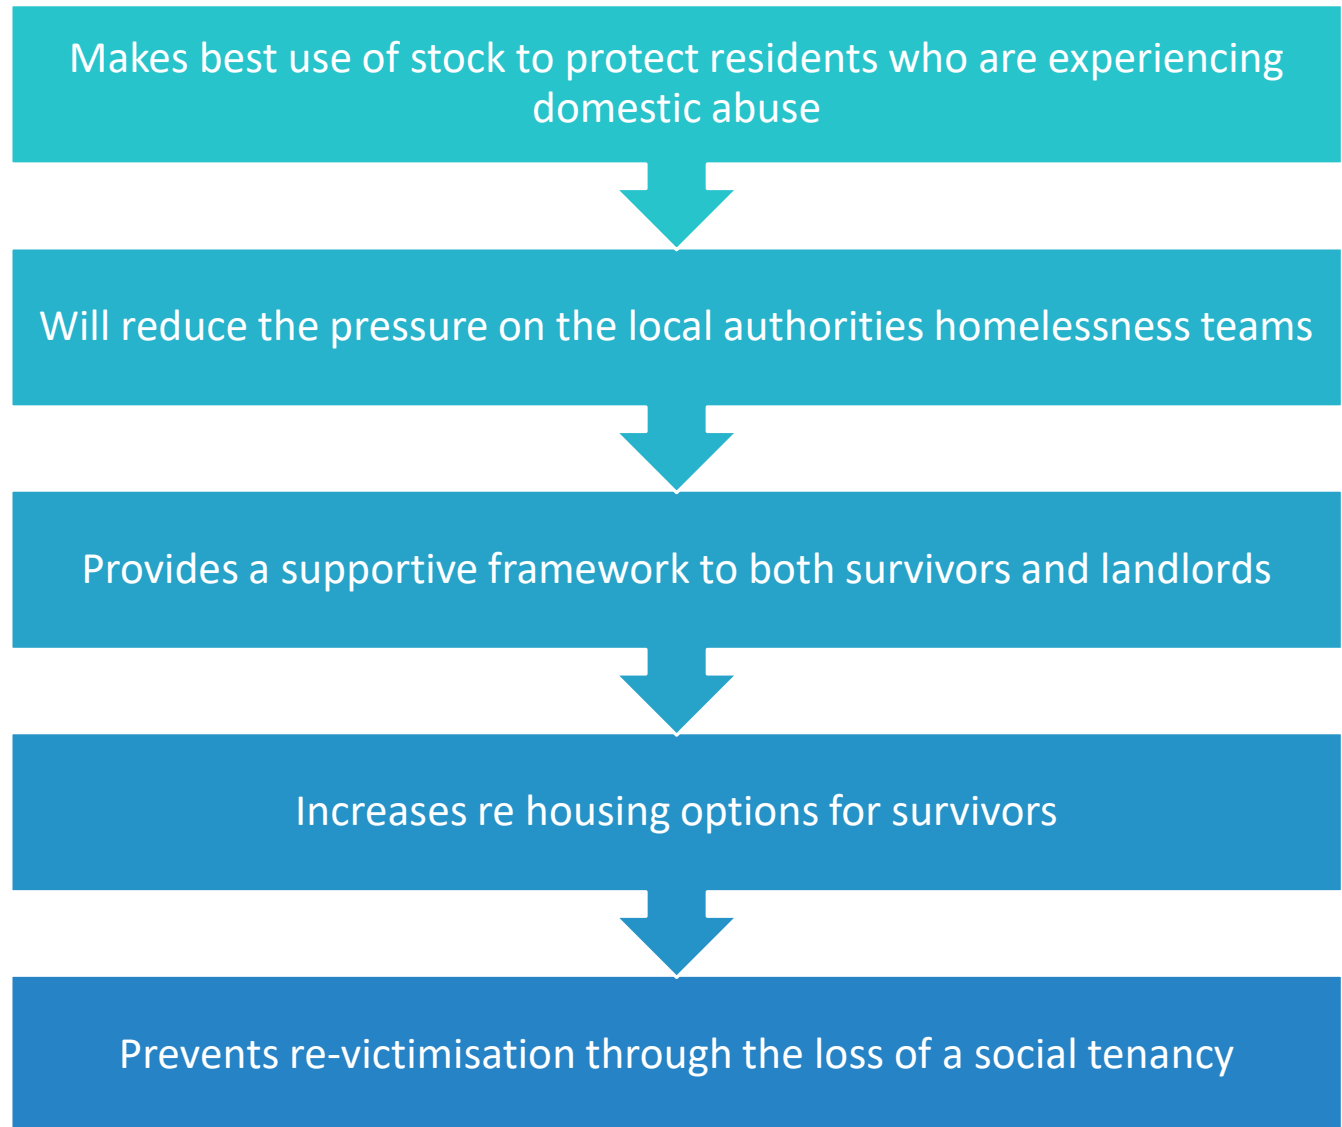 Makes best use of stock to protect residents who are experiencing
domestic abuse
Will reduce the pressure on the local authorities homelessness teams
Provides a supportive framework to both survivors and landlords
Increases re housing options for survivors
Prevents re-victimisation through the loss of a social tenancy